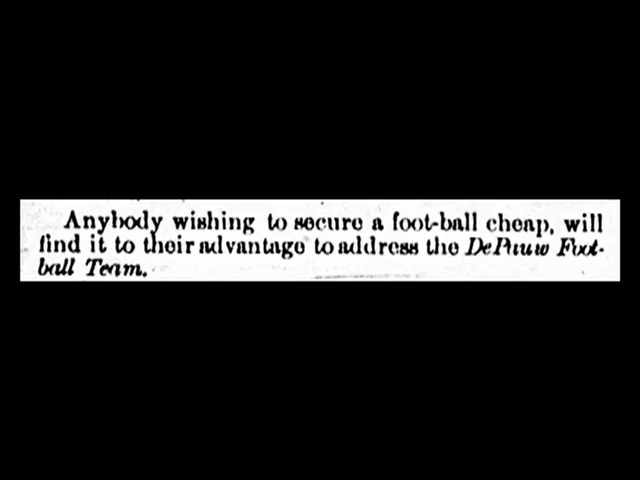 Anybody wishing to secure a foot-ball cheap, will
find it to their advantage to address the DePauw Foot-
ball Team.